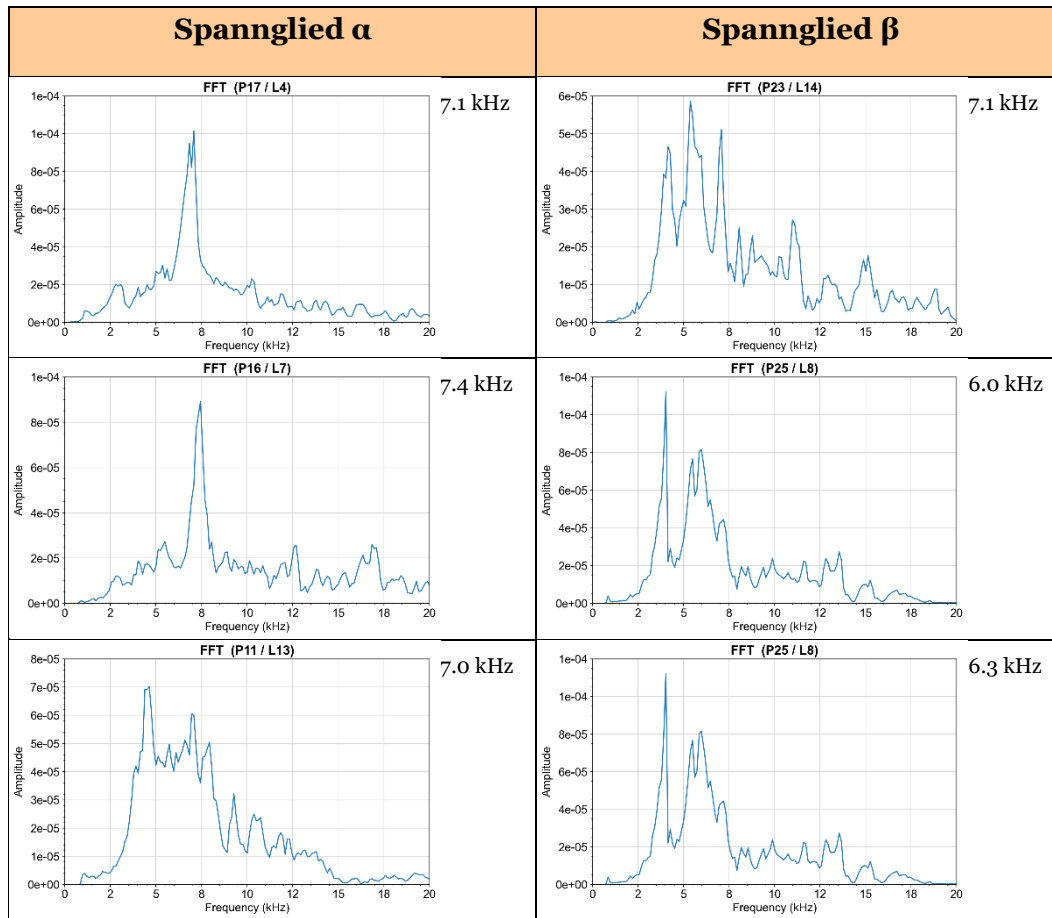 Spannglied α
Spannglied β
FFT (P17 / L4)
7.1 kHz
1e-04
1e-04
8e-05
6e-05
4e-05
2e-05
0e+00
Amplitude
0 2 5 8 10 12 15 18 20
Frequency (kHz)
FFT (P23 / L14)
7.1 kHz
6e-05
5e-05
4e-05
3e-05
2e-05
1e-05
0e+00
Amplitude
0 2 5 8 10 12 15 18 20
Frequency (kHz)
FFT (P16 / L7)
7.4 kHz
1e-04
8e-05
6e-05
4e-05
2e-05
0e+00
Amplitude
0 2 5 8 10 12 15 18 20
Frequency (kHz)
FFT (P25 / L8)
6.0 kHz
1e-04
1e-04
8e-05
6e-05
4e-05
2e-05
0e+00
Amplitude
0 2 5 8 10 12 15 18 20
Frequency (kHz)
FFT (P11 / L13)
7.0 kHz
8e-05
7e-05
6e-05
5e-05
4e-05
3e-05
2e-05
1e-05
0e+00
Amplitude
0 2 5 8 10 12 15 18 20
Frequency (kHz)
FFT (P25 / L8)
6.3 kHz
1e-04
1e-04
8e-05
6e-05
4e-05
2e-05
0e+00
Amplitude
0 2 5 8 10 12 15 18 20
Frequency (kHz)